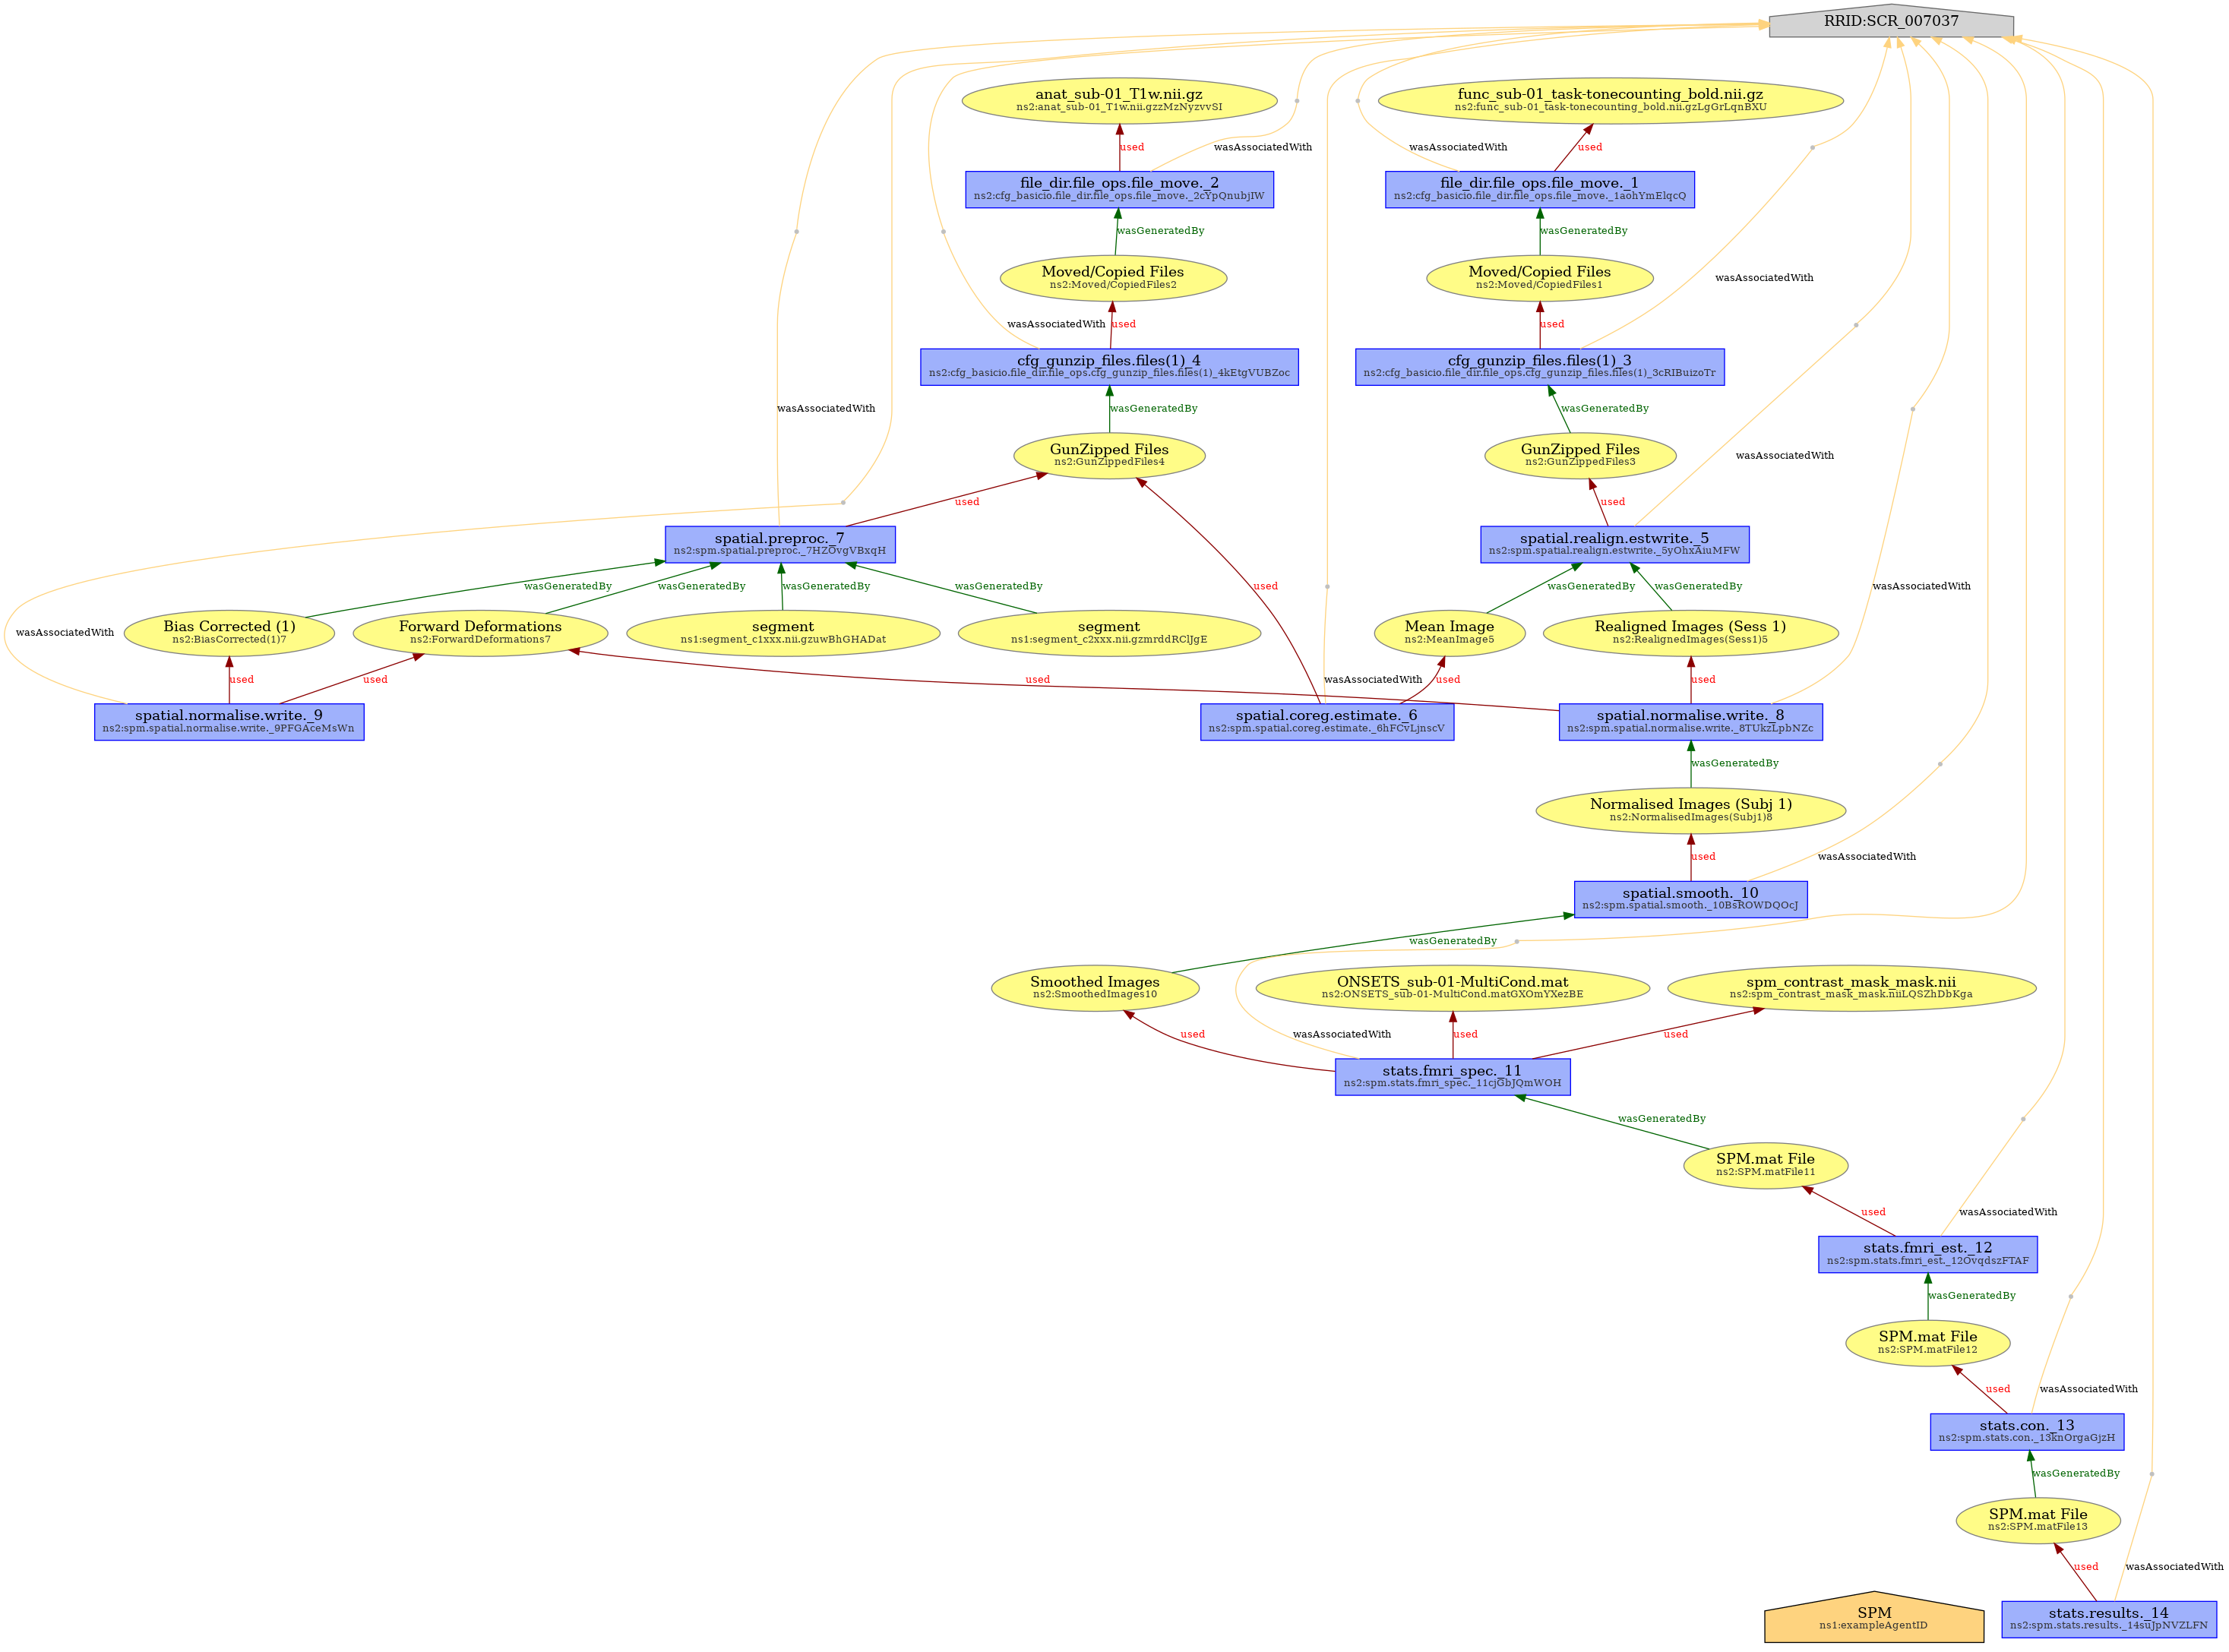 RRID:SCR_007037
anat_sub-01_T1w.nii.gz
ns2:anat_sub-01_T1w.nii.gzzMzNyzvvSI
func_sub-01_task-tonecounting_bold.nii.gz
ns2:func_sub-01_task-tonecounting_bold.nii.gzLgGrLqnBXU
used
wasAssociatedWith
wasAssociatedWith
used
file_dir.file_ops.file_move._2
ns2:cfg_basicio.file_dir.file_ops.file_move._2cYpQnubjIW
file_dir.file_ops.file_move._1
ns2:cfg_basicio.file_dir.file_ops.file_move._1aohYmElqcQ
wasGeneratedBy
wasGeneratedBy
Moved/Copied Files
ns2:Moved/CopiedFiles2
Moved/Copied Files
ns2:Moved/CopiedFiles1
wasAssociatedWith
wasAssociatedWith
used
used
cfg_gunzip_files.files(1)_4
ns2:cfg_basicio.file_dir.file_ops.cfg_gunzip_files.files(1)_4kEtgVUBZoc
cfg_gunzip_files.files(1)_3
ns2:cfg_basicio.file_dir.file_ops.cfg_gunzip_files.files(1)_3cRIBuizoTr
wasAssociatedWith
wasGeneratedBy
wasGeneratedBy
GunZipped Files
ns2:GunZippedFiles4
GunZipped Files
ns2:GunZippedFiles3
wasAssociatedWith
used
used
spatial.preproc._7
ns2:spm.spatial.preproc._7HZOvgVBxqH
spatial.realign.estwrite._5
ns2:spm.spatial.realign.estwrite._5yOhxAiuMFW
wasGeneratedBy
wasGeneratedBy
wasGeneratedBy
wasGeneratedBy
used
wasGeneratedBy
wasGeneratedBy
wasAssociatedWith
wasAssociatedWith
Bias Corrected (1)
ns2:BiasCorrected(1)7
Forward Deformations
ns2:ForwardDeformations7
segment
ns1:segment_c1xxx.nii.gzuwBhGHADat
segment
ns1:segment_c2xxx.nii.gzmrddRClJgE
Mean Image
ns2:MeanImage5
Realigned Images (Sess 1)
ns2:RealignedImages(Sess1)5
used
used
used
wasAssociatedWith
used
used
spatial.normalise.write._9
ns2:spm.spatial.normalise.write._9PFGAceMsWn
spatial.coreg.estimate._6
ns2:spm.spatial.coreg.estimate._6hFCvLjnscV
spatial.normalise.write._8
ns2:spm.spatial.normalise.write._8TUkzLpbNZc
wasGeneratedBy
Normalised Images (Subj 1)
ns2:NormalisedImages(Subj1)8
used
wasAssociatedWith
spatial.smooth._10
ns2:spm.spatial.smooth._10BsROWDQOcJ
wasGeneratedBy
Smoothed Images
ns2:SmoothedImages10
ONSETS_sub-01-MultiCond.mat
ns2:ONSETS_sub-01-MultiCond.matGXOmYXezBE
spm_contrast_mask_mask.nii
ns2:spm_contrast_mask_mask.niiLQSZhDbKga
used
wasAssociatedWith
used
used
stats.fmri_spec._11
ns2:spm.stats.fmri_spec._11cjGbJQmWOH
wasGeneratedBy
SPM.mat File
ns2:SPM.matFile11
used
wasAssociatedWith
stats.fmri_est._12
ns2:spm.stats.fmri_est._12OvqdszFTAF
wasGeneratedBy
SPM.mat File
ns2:SPM.matFile12
used
wasAssociatedWith
stats.con._13
ns2:spm.stats.con._13knOrgaGjzH
wasGeneratedBy
SPM.mat File
ns2:SPM.matFile13
used
wasAssociatedWith
SPM
ns1:exampleAgentID
stats.results._14
ns2:spm.stats.results._14suJpNVZLFN